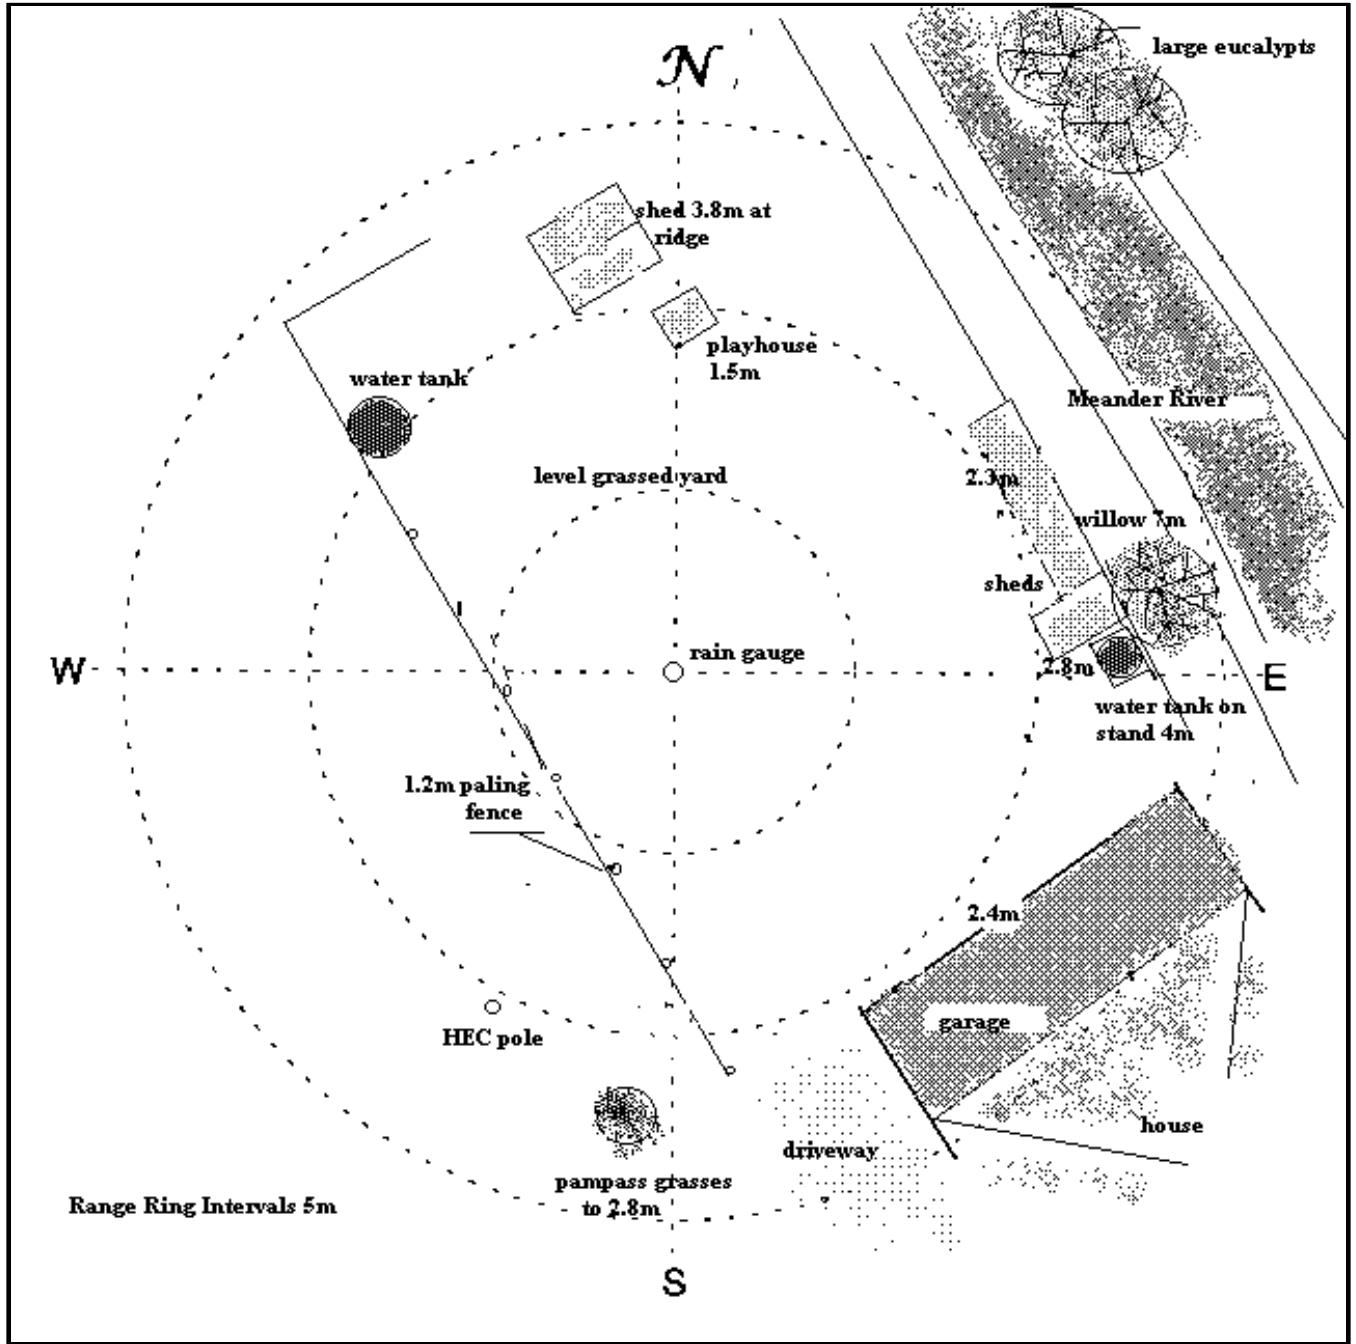 large eucalypts
N
shed 3.8m at
ridge
playhouse
1.5m
water tank
Meander River
level grassed yard
2.3m
willow 7m
sheds
rain gauge
W
2.8m
E
water tank on
stand 4m
1.2m paling
fence
2.4m
garage
HEC pole
house
driveway
pampass grasses
to 2.8m
Range Ring Intervals 5m
S